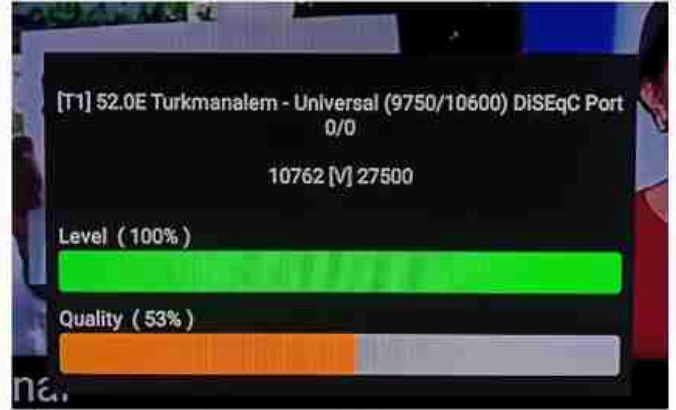 [T1] 52.0E Turkmanalem - Universal (9750/10600) DiSEqC Port
0/0
10762 [V] 27500
Level ( 100% )
Quality ( 53% )